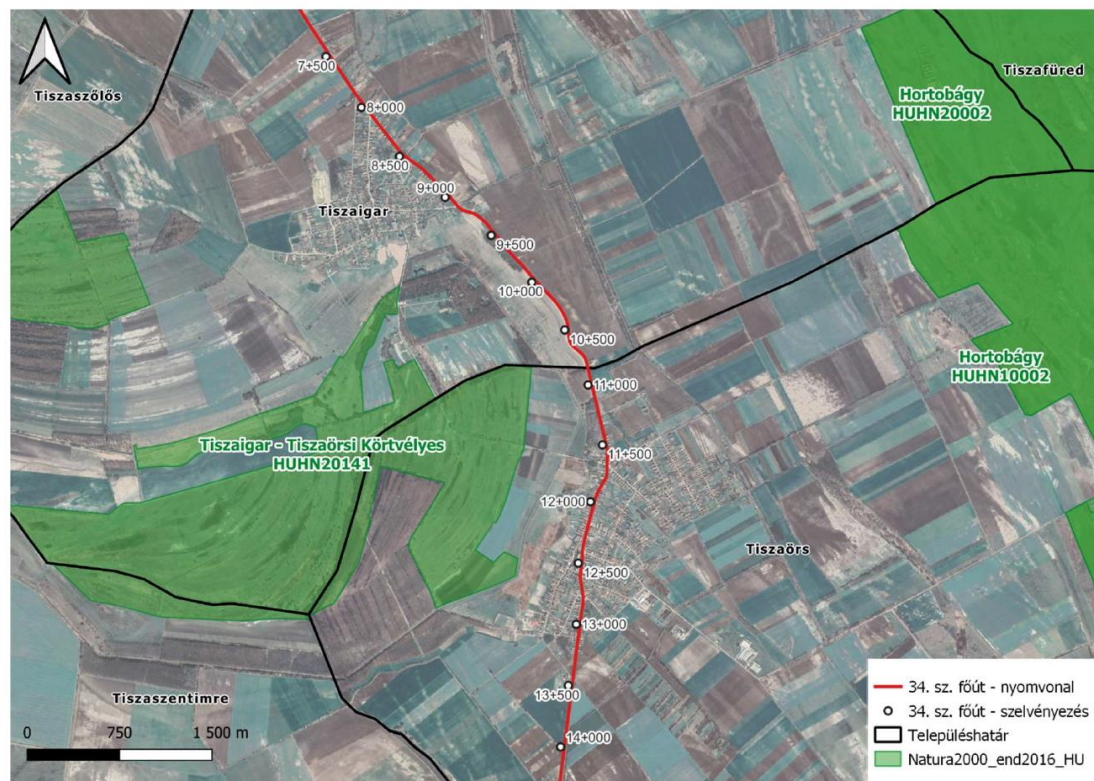 7+500
Tiszafüred
Tiszaszőlős
Hortobágy
HUHN20002
8+000
8+500
9+000
Tiszaigar
9+500
10+000
10+500
Hortobágy
HUHN10002
11+000
Tiszaigar - Tiszaörsi Körtvélyes
HUHN20141
11+500
12+000
Tiszaörs
12+500
13+000
13+500
Tiszaszentimre
14+000
0 750 1 500 m
34. sz. főút - nyomvonal
34. sz. főút - szelvényezés
Településhatár
Natura2000_end2016_HU